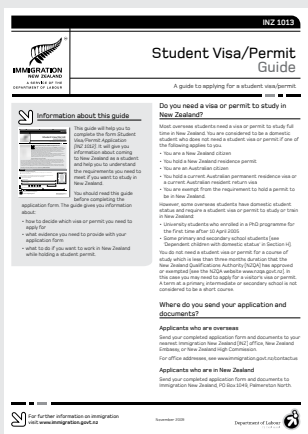 INZ 1013
IMMIGRATION
NEW ZEALAND
A SERVICE OF THE
DEPARTMENT OF LABOUR
Student Visa/Permit
Guide
A guide to applying for a student visa/permit
Information about this guide
This guide will help you to
complete the form Student
Visa/Permit Application
(INZ 1012). It will give you
information about coming
to New Zealand as a student
and help you to understand
the requirements you need to
meet if you want to study in
New Zealand.
You should read this guide
before completing the
application form. The guide gives you information
about:
- how to decide which visa or permit you need to
apply for
- what evidence you need to provide with your
application
- what to do if you want to work in New Zealand
while holding a student permit.
Do you need a visa or permit to study in
New Zealand?
Most overseas students need a visa or permit to study full
time in New Zealand. You are considered to be a domestic
student who does not need a student visa or permit if one of
the following applies to you.
• You are a New Zealand citizen
• You hold a New Zealand residence permit
• You are an Australian citizen
• You hold a current Australian permanent residence visa or
a current Australian resident return visa
• You are exempt from the requirement to hold a permit to
be in New Zealand.
However, some overseas students have domestic student
status and require a student visa or permit to study or train
in New Zealand:
• University students who enrolled in a PhD programme for
the first time after 19 April 2005
• Some primary and secondary school students (see
'Dependent children with domestic status' in Section H).
You do not need a student visa or permit for a course of
study which is less than three months duration that the
New Zealand Qualifications Authority (NZQA) has approved
or exempted (see the NZQA website www.nzqa.govt.nz). In
this case you may need to apply for a visitor's visa or permit.
A term at a primary, intermediate or secondary school is not
considered to be a short course.
Where do you send your application and
documents?
Applicants who are overseas
Send your completed application form and documents to your
nearest Immigration New Zealand (INZ) office, New Zealand
Embassy, or New Zealand High Commission.
For office addresses, see www.immigration.govt.nz/contactus
Applicants who are in New Zealand
Send your completed application form and documents to
Immigration New Zealand, PO Box 1049, Palmerston North.
For further information on immigration
visit www.immigration.govt.nz
November 2009
Department of Labour